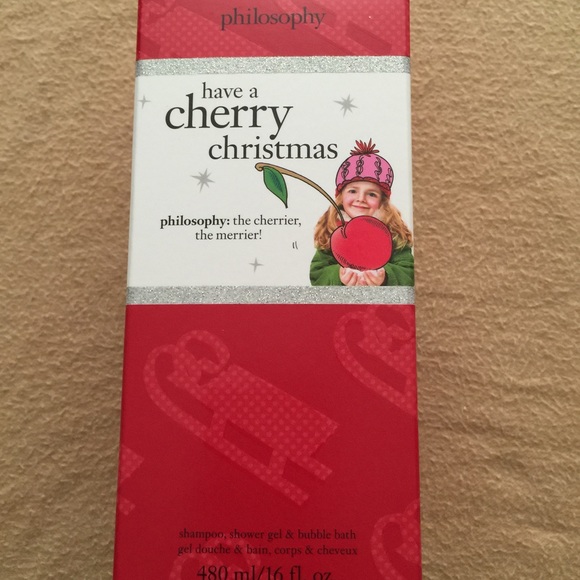 philosophy
have a
cherry
christmas
philosophy: the cherrier,
the merrier!
shampoo, shower gel & bubble bath
gel douche & bain, corps & cheveux
480 ml/16 fl. oz.